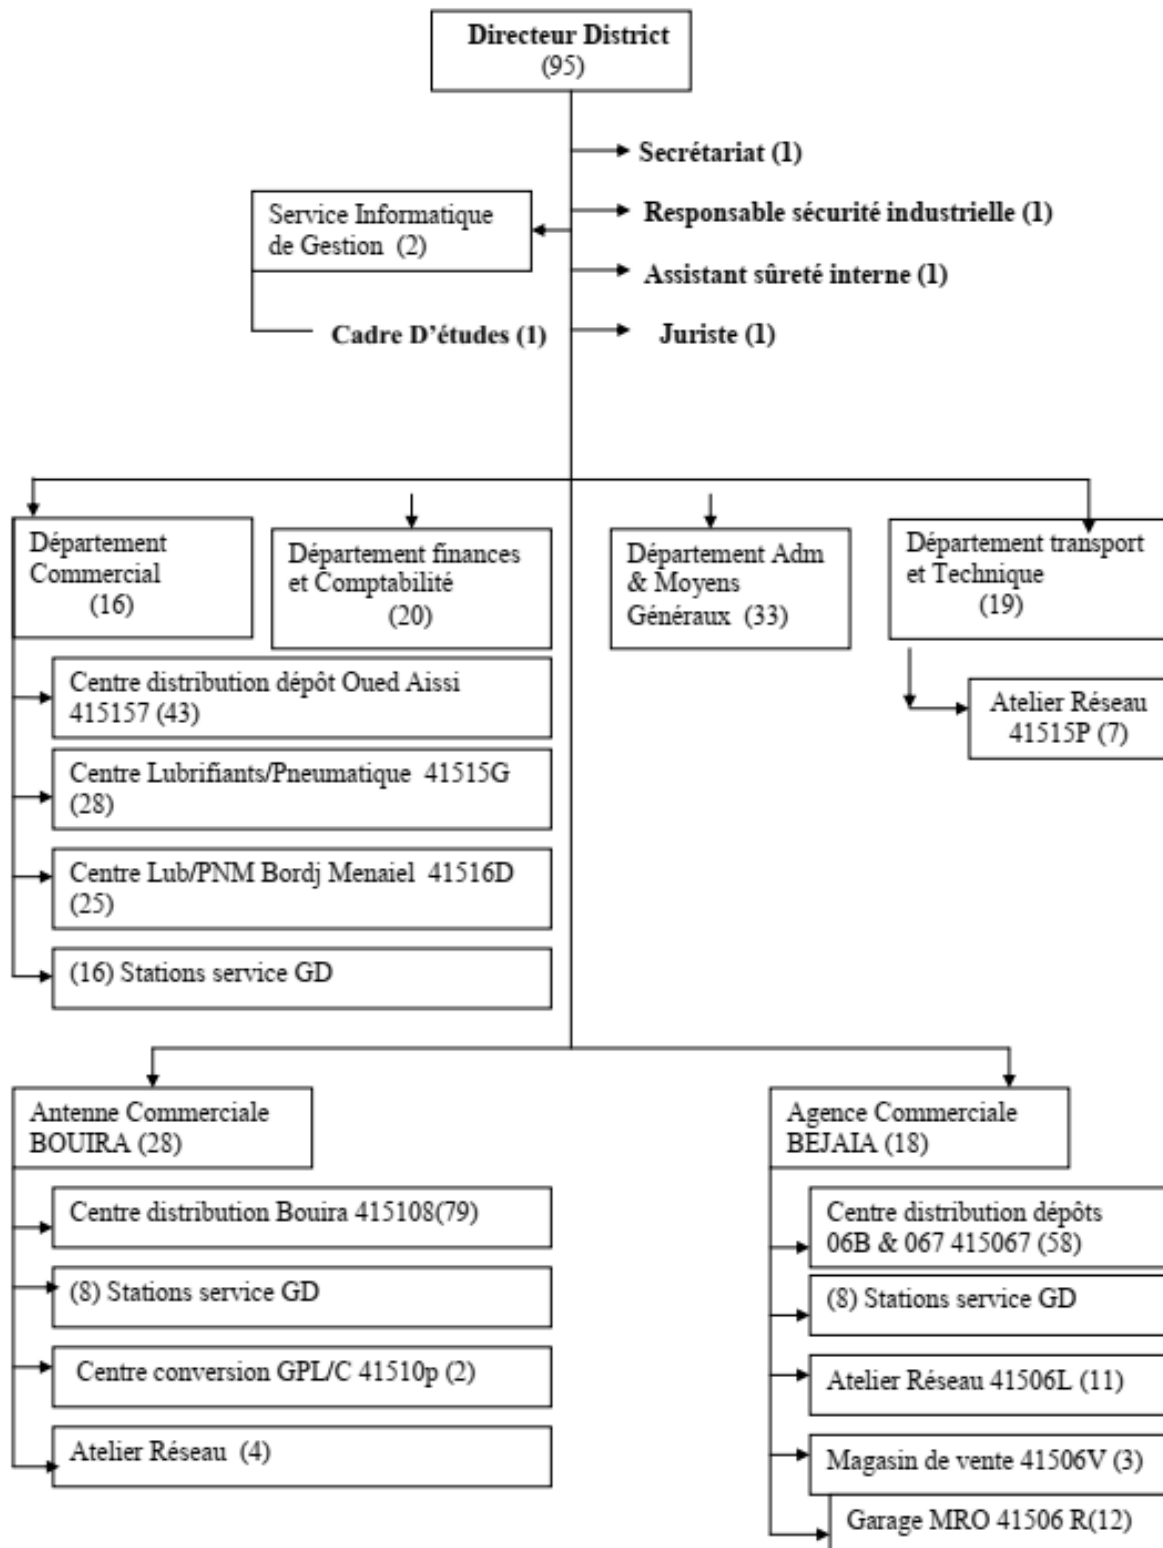 Directeur District
(95)
Secrétariat (1)
Service Informatique
de Gestion (2)
Responsable sécurité industrielle (1)
Assistant sûreté interne (1)
Cadre D'études (1)
Juriste (1)
Département
Commercial
(16)
Département finances
et Comptabilité
(20)
Département Adm
& Moyens
Généraux (33)
Département transport
et Technique
(19)
Centre distribution dépôt Oued Aissi
415157 (43)
Atelier Réseau
41515P (7)
Centre Lubrifiants/Pneumatique 41515G
(28)
Centre Lub/PNM Bordj Menaiel 41516D
(25)
(16) Stations service GD
Antenne Commerciale
BOUIRA (28)
Centre distribution Bouira 415108(79)
(8) Stations service GD
Centre conversion GPL/C 41510p (2)
Atelier Réseau (4)
Agence Commerciale
BEJAIA (18)
Centre distribution dépôts
06B & 067 415067 (58)
(8) Stations service GD
Atelier Réseau 41506L (11)
Magasin de vente 41506V (3)
Garage MRO 41506 R(12)